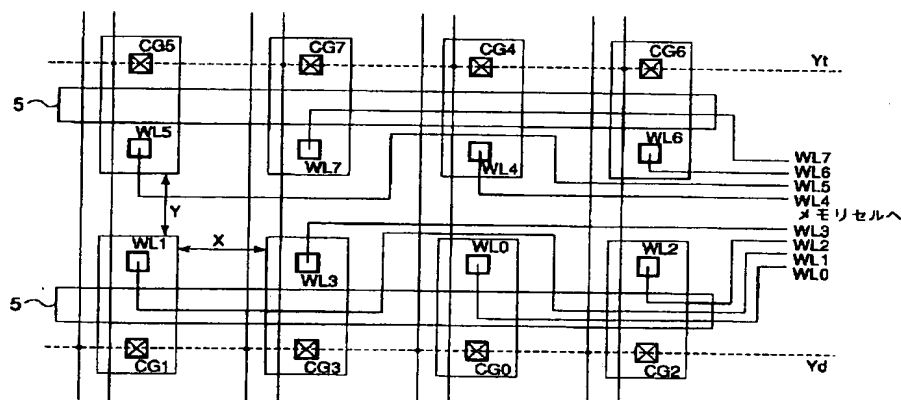 CG5 CG7 CG4 CG6
Yt
5
WL5 WL7 WL4 WL6
WL7
WL6
WL5
WL4
メモリセルへ
WL3
WL2
WL1
WL0
Y
X
WL1 WL3 WL0 WL2
5
CG1 CG3 CG0 CG2
Yd